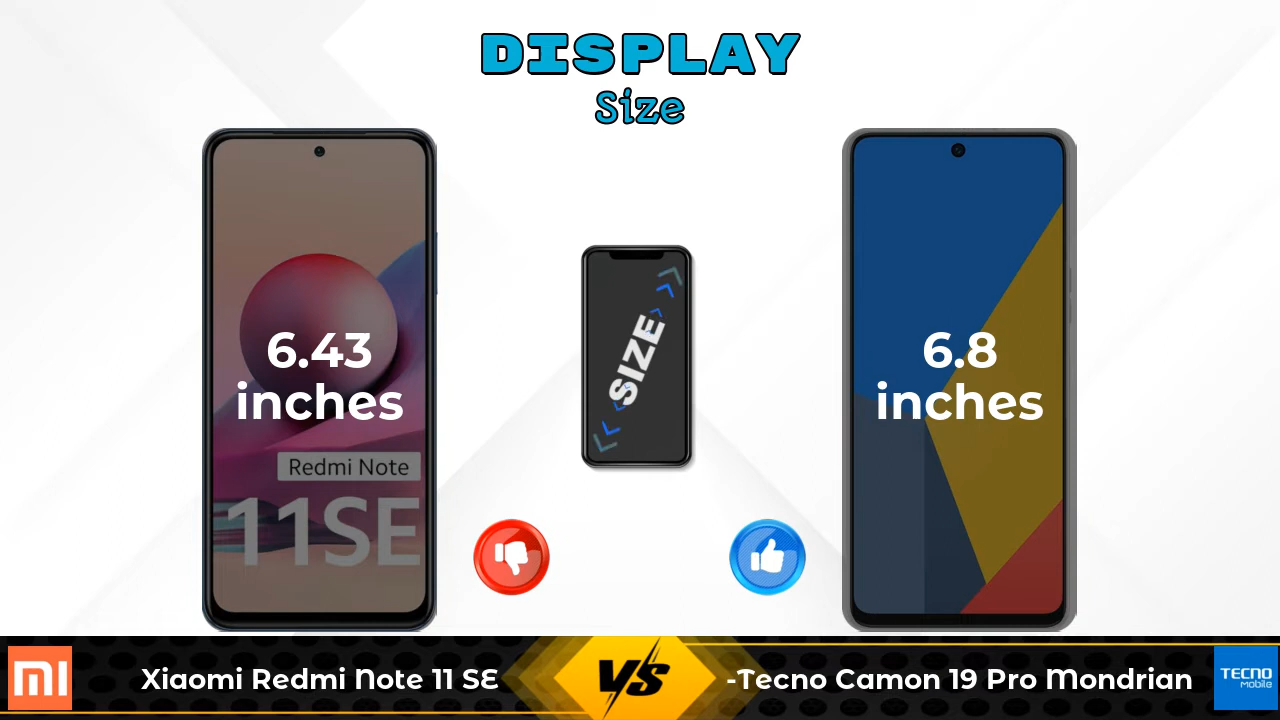 DISPLAY
Size
6.43
inches
Redmi Note
11SE
SIZE
6.8
inches
MI
Xiaomi Redmi Note 11 SE
VS
-Tecno Camon 19 Pro Mondrian
TECNO
mobile